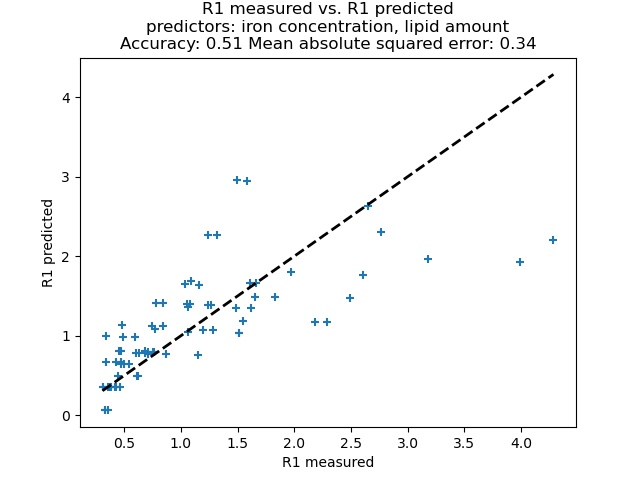 R1 measured vs. R1 predicted
predictors: iron concentration, lipid amount
Accuracy: 0.51 Mean absolute squared error: 0.34
4
3
R1 predicted
2
1
0
0.5 1.0 1.5 2.0 2.5 3.0 3.5 4.0
R1 measured